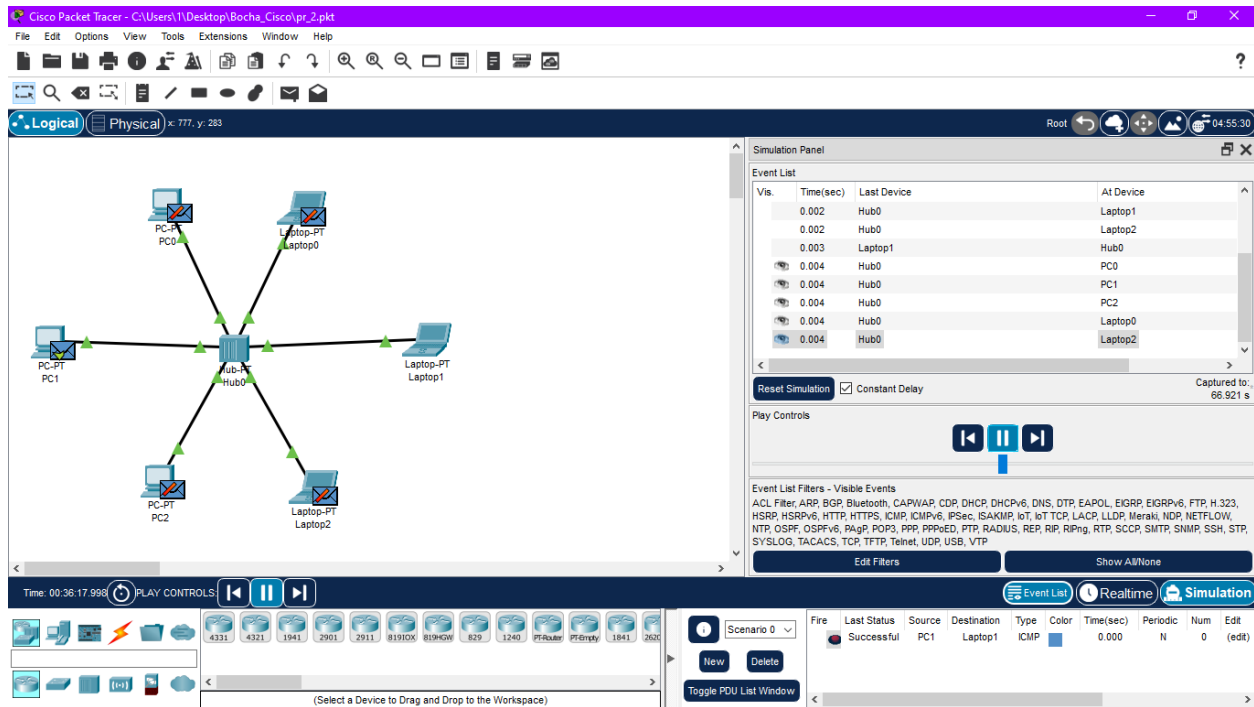 Cisco Packet Tracer - C:\Users\1\Desktop\Bocha_Cisco\pr_2.pkt
File Edit Options View Tools Extensions Window Help
?
Logical Physical x: 777, y: 283 Root 04:55:30
PC-PT
PC0
Laptop-PT
Laptop0
PC-PT
PC1
Hub-PT
Hub0
Laptop-PT
Laptop1
PC-PT
PC2
Laptop-PT
Laptop2
Simulation Panel
Event List
Vis. Time(sec) Last Device At Device
0.002 Hub0 Laptop1
0.002 Hub0 Laptop2
0.003 Laptop1 Hub0
0.004 Hub0 PC0
0.004 Hub0 PC1
0.004 Hub0 PC2
0.004 Hub0 Laptop0
0.004 Hub0 Laptop2
Reset Simulation Constant Delay Captured to:
66.921 s
Play Controls
Event List Filters - Visible Events
ACL Filter, ARP, BGP, Bluetooth, CAPWAP, CDP, DHCP, DHCPv6, DNS, DTP, EAPOL, EIGRP, EIGRPv6, FTP, H.323,
HSRP, HSRPv6, HTTP, HTTPS, ICMP, ICMPv6, IPSec, ISAKMP, IoT, IoT TCP, LACP, LLDP, Meraki, NDP, NETFLOW,
NTP, OSPF, OSPFv6, PAgP, POP3, PPP, PPPoED, PTP, RADIUS, REP, RIP, RIPng, RTP, SCCP, SMTP, SNMP, SSH, STP,
SYSLOG, TACACS, TCP, TFTP, Telnet, UDP, USB, VTP
Edit Filters Show All/None
Time: 00:36:17.998 PLAY CONTROLS: Event List Realtime Simulation
4331 4321 1941 2901 2911 819IOX 819HGW 829 1240 PT-Router PT-Empty 1841 262
(Select a Device to Drag and Drop to the Workspace)
Scenario 0
New Delete
Toggle PDU List Window
Fire Last Status Source Destination Type Color Time(sec) Periodic Num Edit
Successful PC1 Laptop1 ICMP 0.000 N 0 (edit)